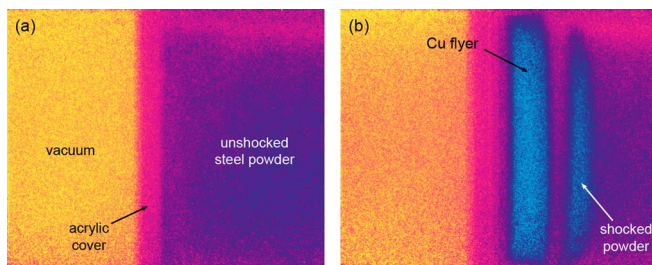 (a)
vacuum
unshocked
steel powder
acrylic
cover
(b)
Cu flyer
shocked
powder